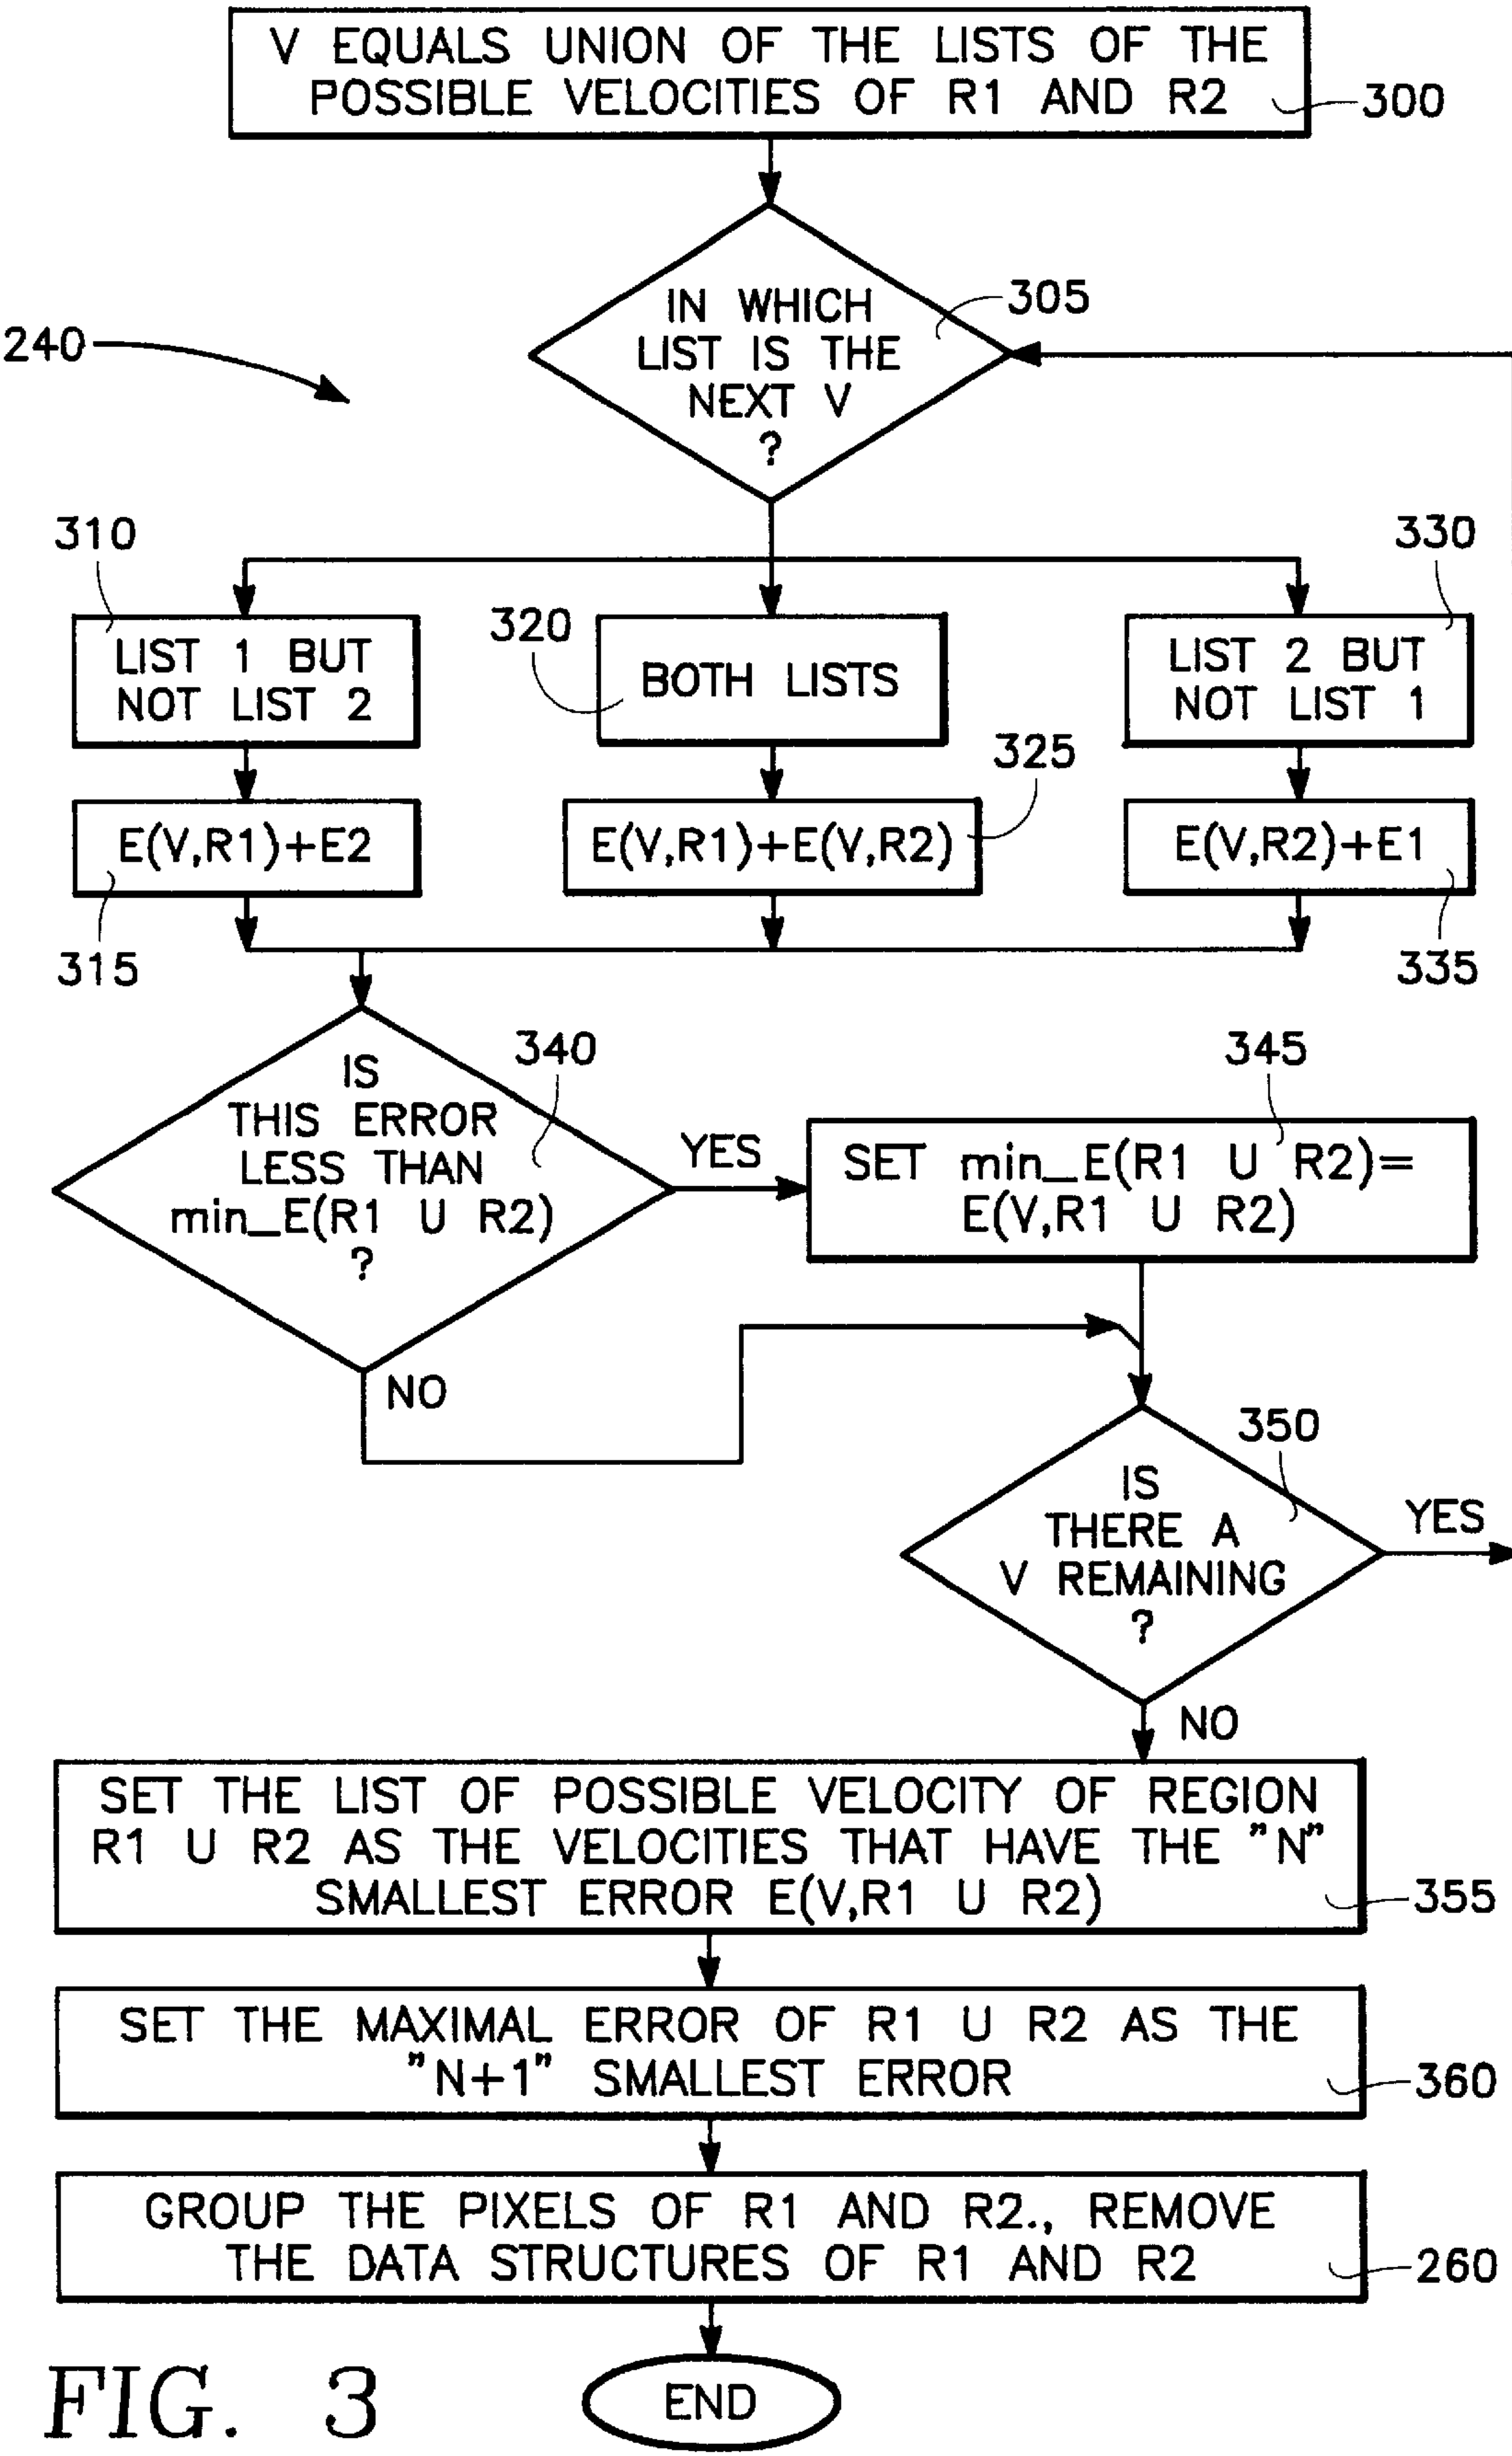 V EQUALS UNION OF THE LISTS OF THE
POSSIBLE VELOCITIES OF R1 AND R2
300
IN WHICH
LIST IS THE
NEXT V
?
305
240
310
LIST 1 BUT
NOT LIST 2
320
BOTH LISTS
330
LIST 2 BUT
NOT LIST 1
E(V,R1)+E2
315
E(V,R1)+E(V,R2)
325
E(V,R2)+E1
335
IS
THIS ERROR
LESS THAN
min_E(R1 U R2)
?
340
YES
NO
345
SET min_E(R1 U R2)=
E(V,R1 U R2)
350
IS
THERE A
V REMAINING
?
YES
NO
SET THE LIST OF POSSIBLE VELOCITY OF REGION
R1 U R2 AS THE VELOCITIES THAT HAVE THE "N"
SMALLEST ERROR E(V,R1 U R2)
355
SET THE MAXIMAL ERROR OF R1 U R2 AS THE
"N+1" SMALLEST ERROR
360
GROUP THE PIXELS OF R1 AND R2., REMOVE
THE DATA STRUCTURES OF R1 AND R2
260
END
FIG. 3